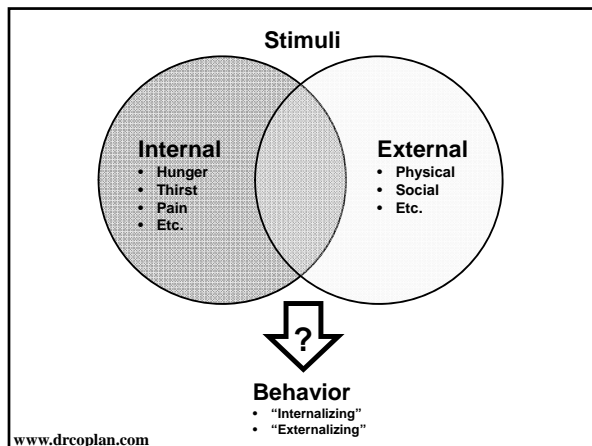 Stimuli
Internal
• Hunger
• Thirst
• Pain
• Etc.
External
• Physical
• Social
• Etc.
?
Behavior
• “Internalizing”
• “Externalizing”
www.drcoplan.com